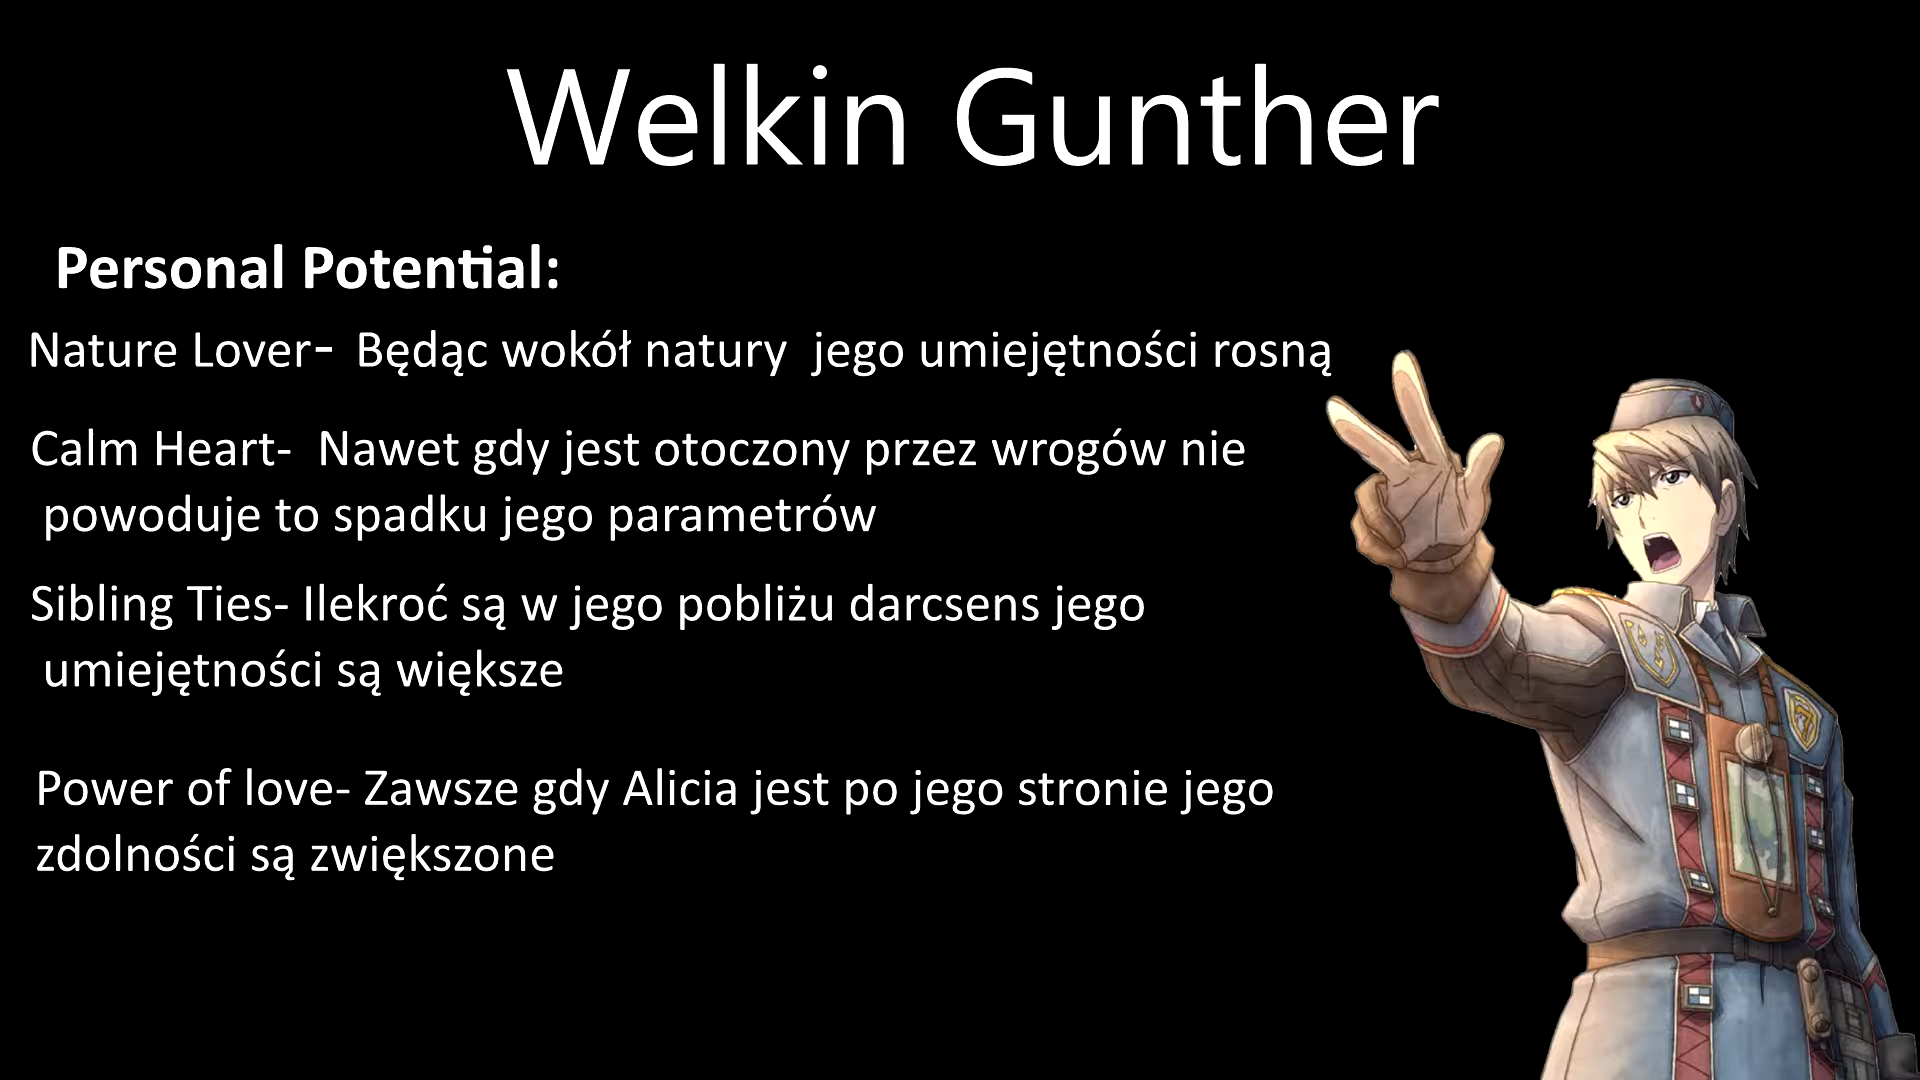 Welkin Gunther
Personal Potential:
Nature Lover- Będąc wokół natury jego umiejętności rosną
Calm Heart- Nawet gdy jest otoczony przez wrogów nie
powoduje to spadku jego parametrów
Sibling Ties- Ilekroć są w jego pobliżu darcsens jego
umiejętności są większe
Power of love- Zawsze gdy Alicia jest po jego stronie jego
zdolności są zwiększone